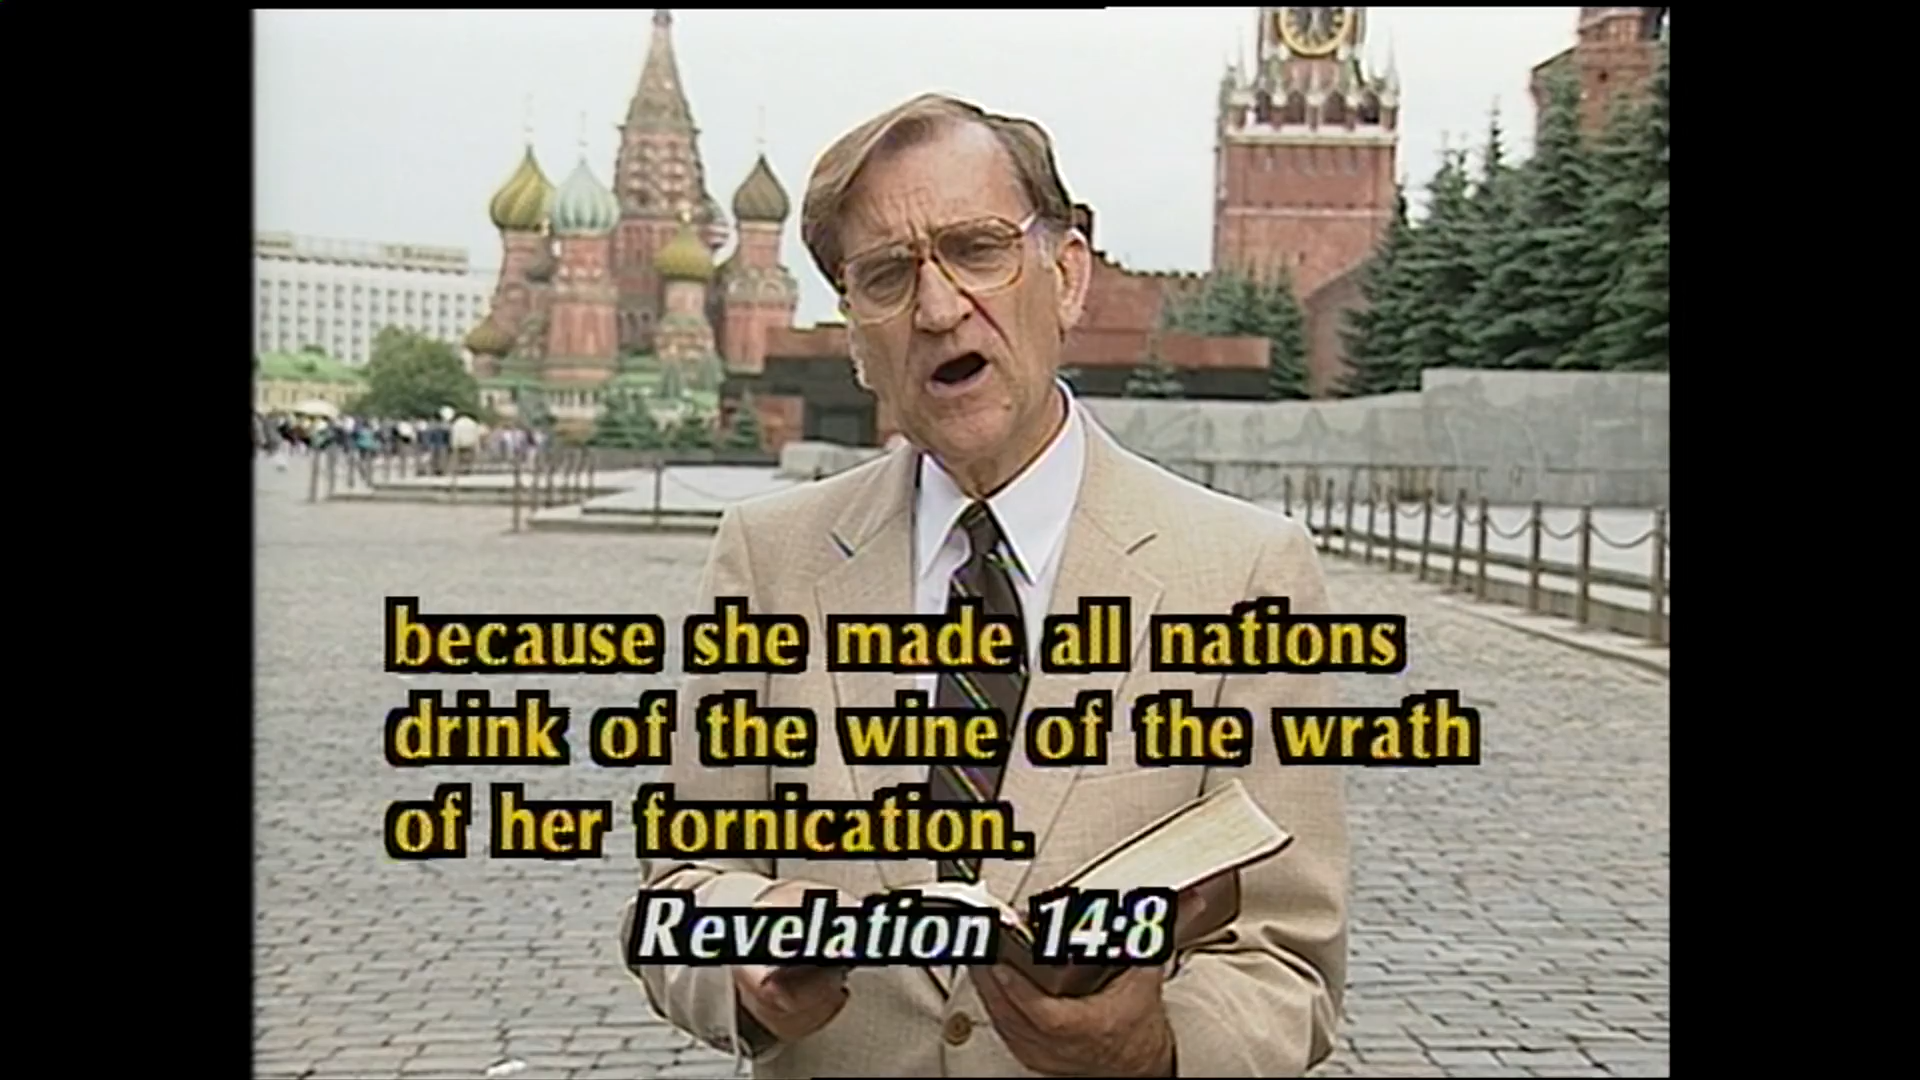 because she made all nations
drink of the wine of the wrath
of her fornication.
Revelation 14:8